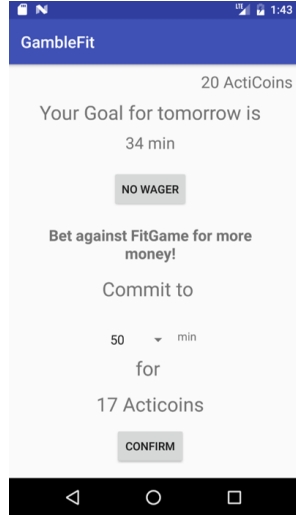 LTE 1:43
GambleFit
20 ActiCoins
Your Goal for tomorrow is
34 min
NO WAGER
Bet against FitGame for more
money!
Commit to
50 min
for
17 Acticoins
CONFIRM